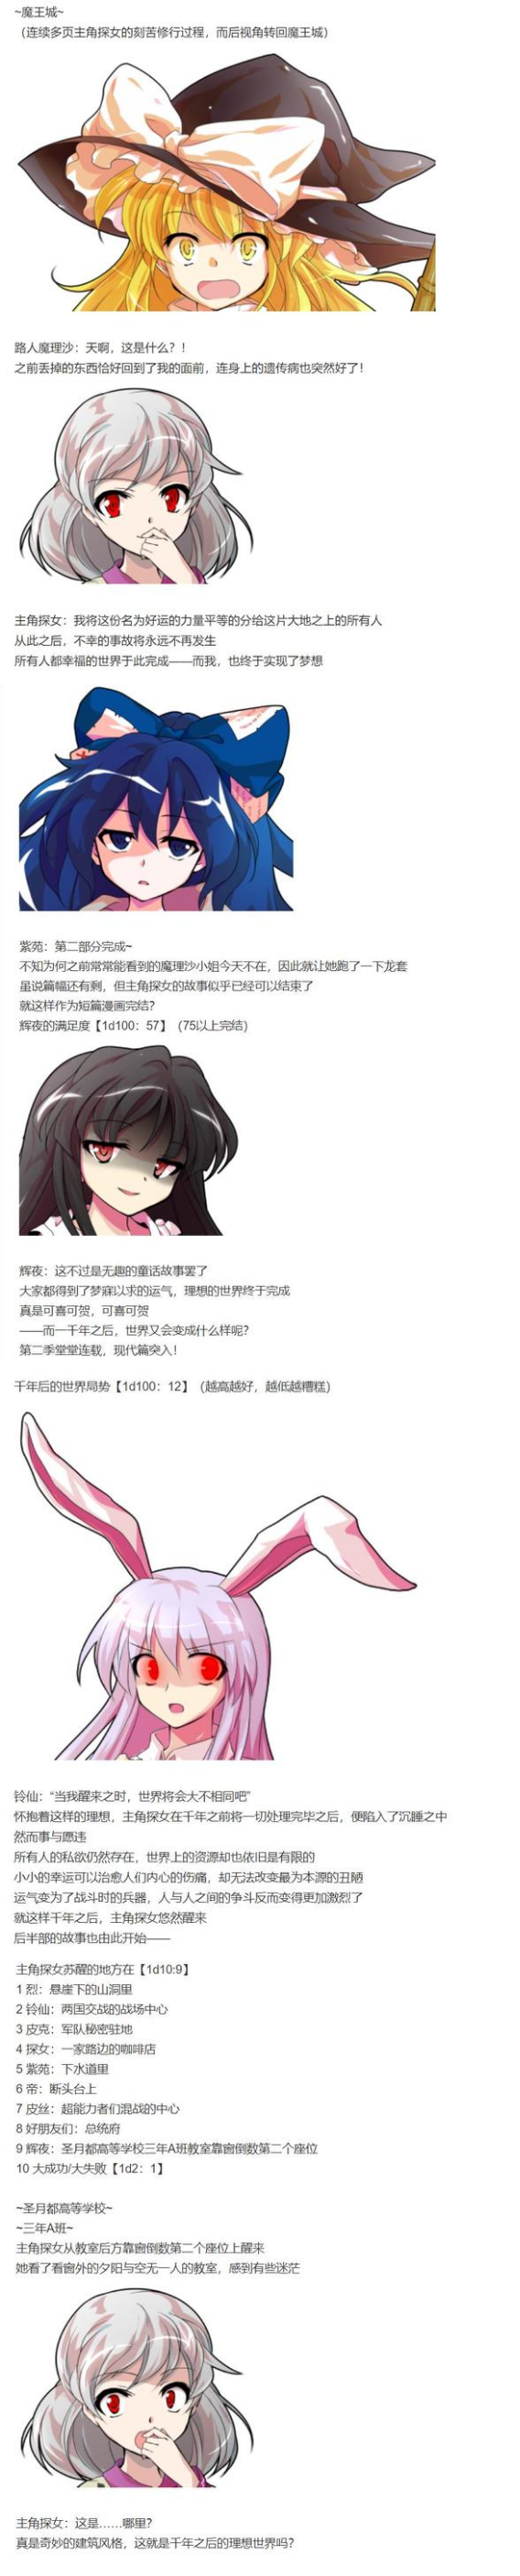 ~魔王城~
（连续多页主角探女的刻苦修行过程，而后视角转回魔王城）
路人魔理沙：天啊，这是什么？！
之前丢掉的东西恰好回到了我的面前，连身上的遗传病也突然好了！
主角探女：我将这份名为好运的力量平等的分给这片大地之上的所有人
从此之后，不幸的事故将永远不再发生
所有人都幸福的世界于此完成——而我，也终于实现了梦想
紫苑：第二部分完成~
不知为何之前常常能看到的魔理沙小姐今天不在，因此就让她跑了一下龙套
虽说篇幅还有剩，但主角探女的故事似乎已经可以结束了
就这样作为短篇漫画完结？
辉夜的满足度【1d100：57】（75以上完结）
辉夜：这不过是无趣的童话故事罢了
大家都得到了梦寐以求的运气，理想的世界终于完成
真是可喜可贺，可喜可贺
——而一千年之后，世界又会变成什么样呢？
第二季堂堂连载，现代篇突入！
千年后的世界局势【1d100：12】（越高越好，越低越糟糕）
铃仙：“当我醒来之时，世界将会大不相同吧”
怀抱着这样的理想，主角探女在千年之前将一切处理完毕之后，便陷入了沉睡之中
然而事与愿违
所有人的私欲仍然存在，世界上的资源却也依旧是有限的
小小的幸运可以治愈人们内心的伤痛，却无法改变最为本源的丑陋
运气变为了战斗时的兵器，人与人之间的争斗反而变得更加激烈了
就这样千年之后，主角探女悠然醒来
后半部的故事也由此开始——
主角探女苏醒的地方在【1d10:9】
1 烈：悬崖下的山洞里
2 铃仙：两国交战的战场中心
3 皮克：军队秘密驻地
4 探女：一家路边的咖啡店
5 紫苑：下水道里
6 帝：断头台上
7 皮丝：超能力者们混战的中心
8 好朋友们：总统府
9 辉夜：圣月都高等学校三年A班教室靠窗倒数第二个座位
10 大成功/大失败【1d2：1】
~圣月都高等学校~
~三年A班~
主角探女从教室后方靠窗倒数第二个座位上醒来
她看了看窗外的夕阳与空无一人的教室，感到有些迷茫
主角探女：这是……哪里？
真是奇妙的建筑风格，这就是千年之后的理想世界吗？